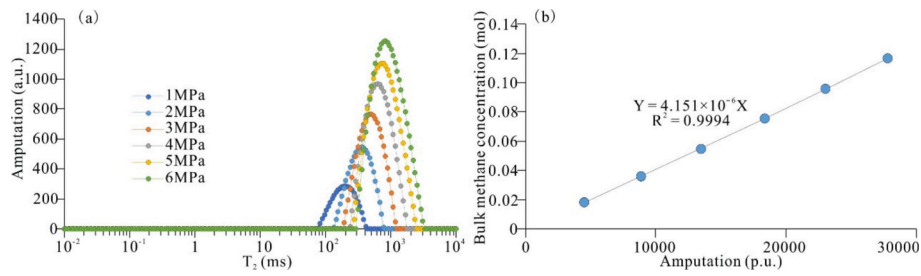 (a)
1400
1200
1000
800
600
400
200
0
Amputation (a.u.)
1MPa
2MPa
3MPa
4MPa
5MPa
6MPa
10⁻² 10⁻¹ 1 10 10² 10³ 10⁴
T₂ (ms)
(b)
0.14
0.12
0.10
0.08
0.06
0.04
0.02
0
Bulk methane concentration (mol)
Y = 4.151×10⁻⁶X
R² = 0.9994
0 10000 20000 30000
Amputation (p.u.)